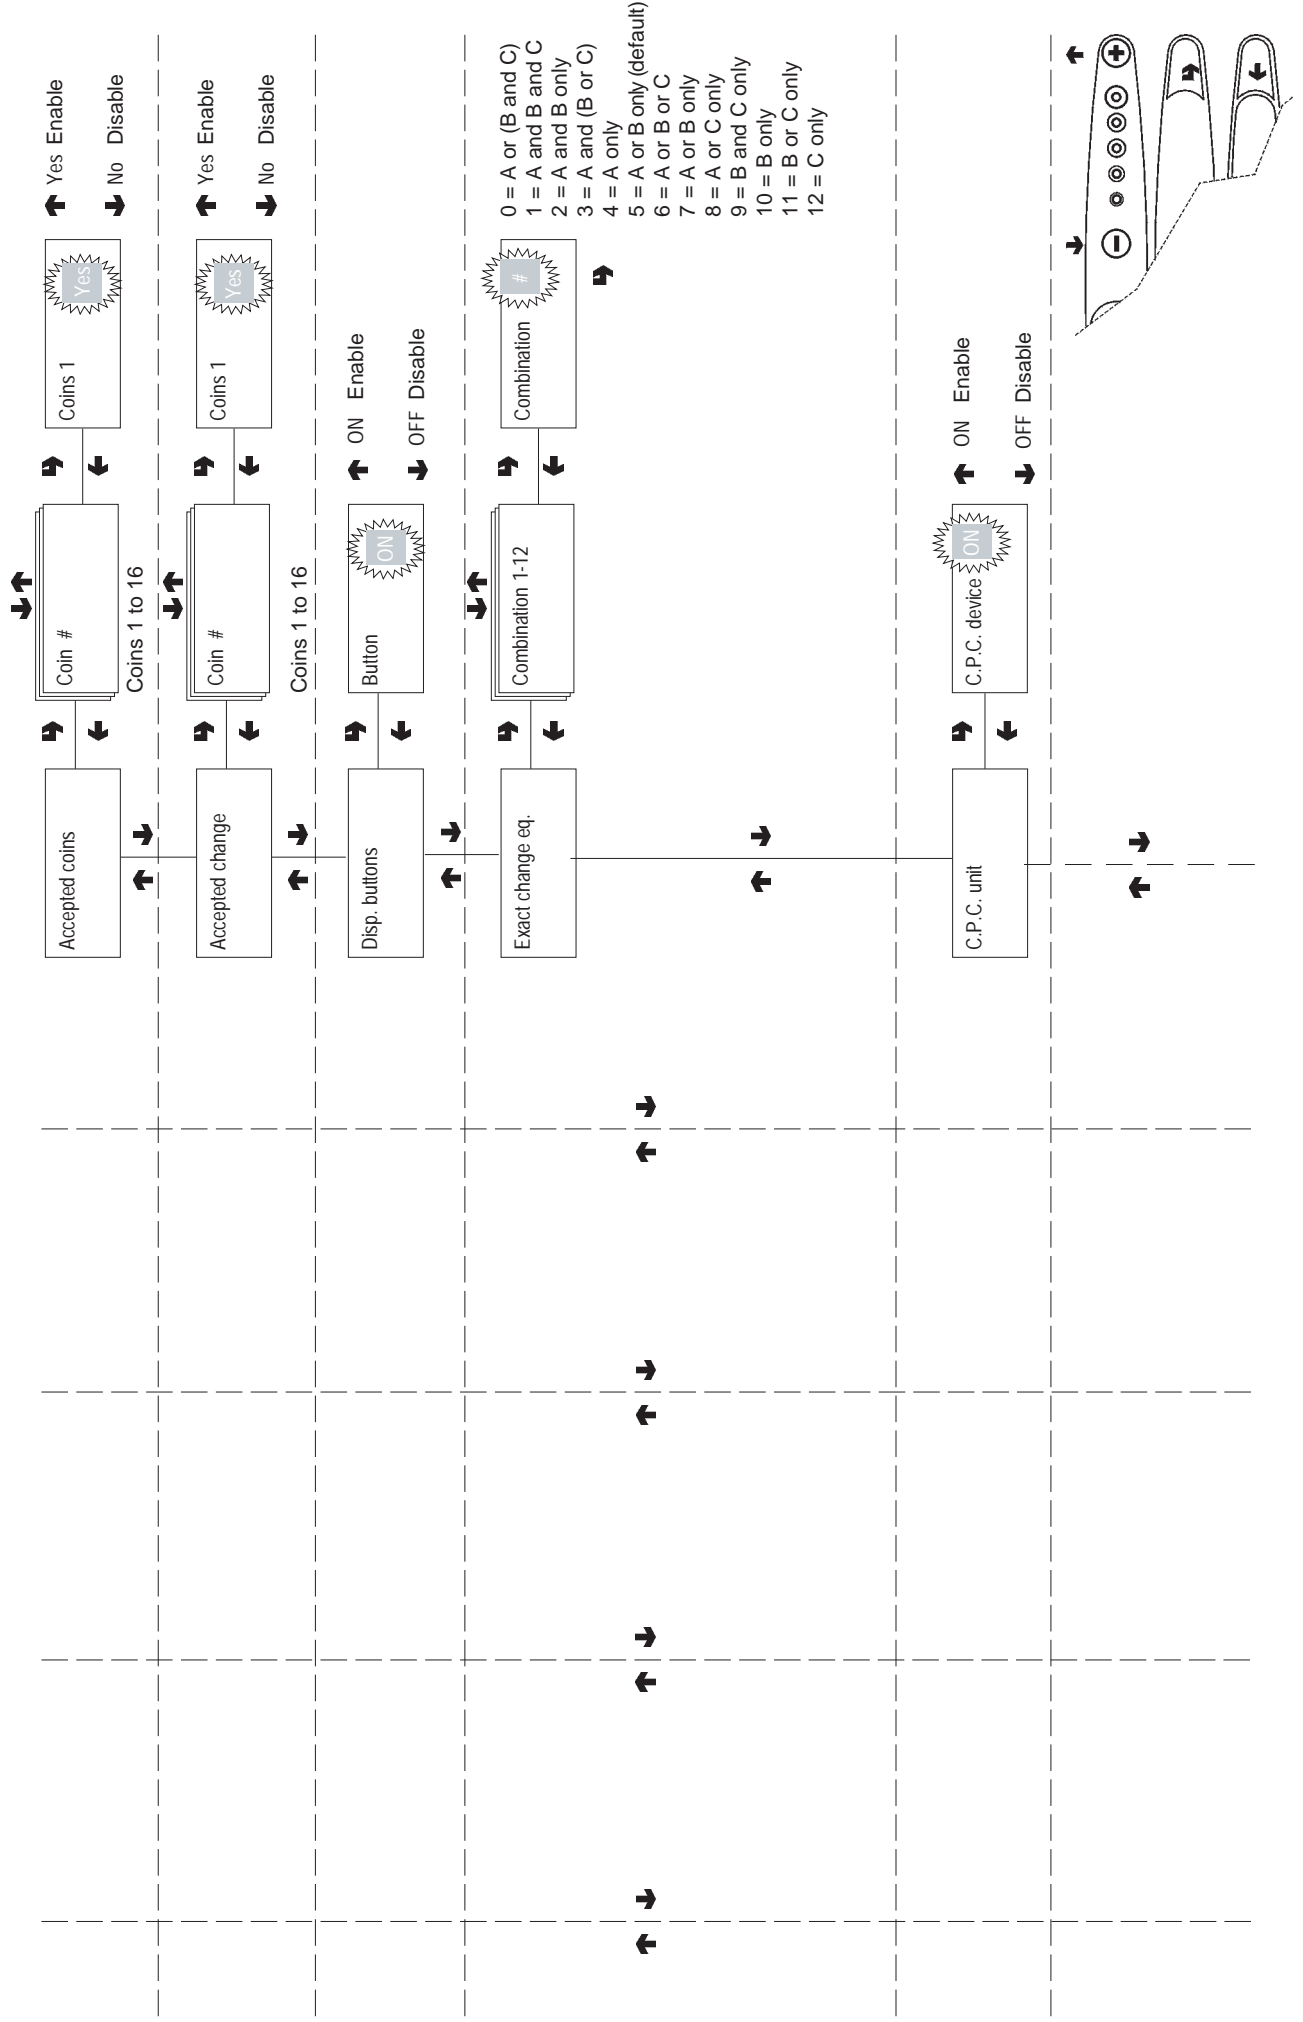 Accepted coins
Coin #
Coins 1 to 16
Coins 1
Yes
Yes Enable
No Disable
Accepted change
Coin #
Coins 1 to 16
Coins 1
Yes
Yes Enable
No Disable
Disp. buttons
Button
ON
ON Enable
OFF Disable
Exact change eq.
Combination 1-12
Combination
#
0 = A or (B and C)
1 = A and B and C
2 = A and B only
3 = A and (B or C)
4 = A only
5 = A or B only (default)
6 = A or B or C
7 = A or B only
8 = A or C only
9 = B and C only
10 = B only
11 = B or C only
12 = C only
C.P.C. unit
C.P.C. device
ON
ON Enable
OFF Disable